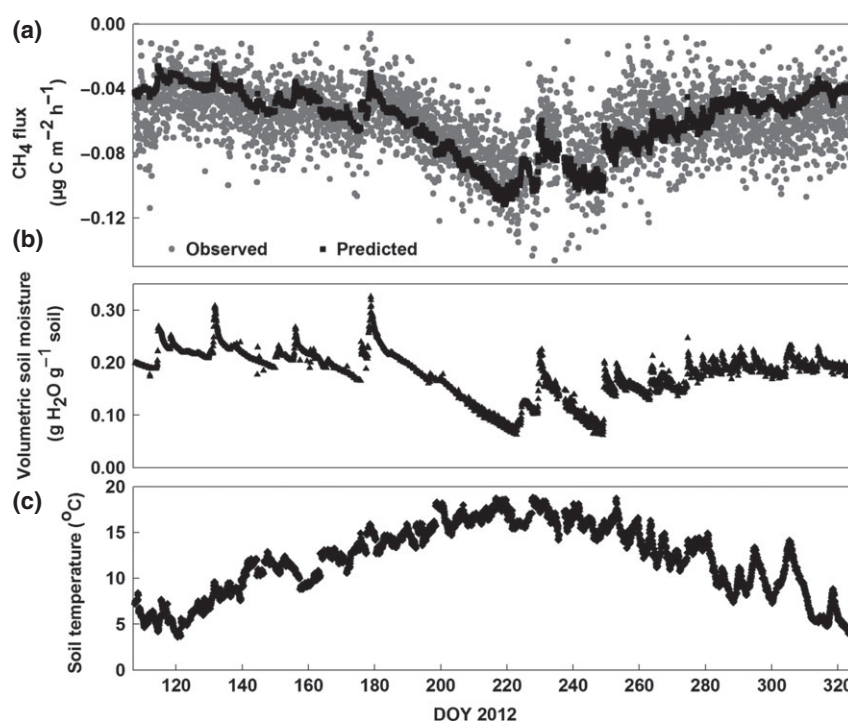 (a)
CH₄ flux
(µg C m⁻² h⁻¹)
0.00
−0.04
−0.08
−0.12
Observed Predicted
(b)
Volumetric soil moisture
(g H₂O g⁻¹ soil)
0.30
0.20
0.10
0.00
(c)
Soil temperature (°C)
20
15
10
5
0
120 140 160 180 200 220 240 260 280 300 320
DOY 2012